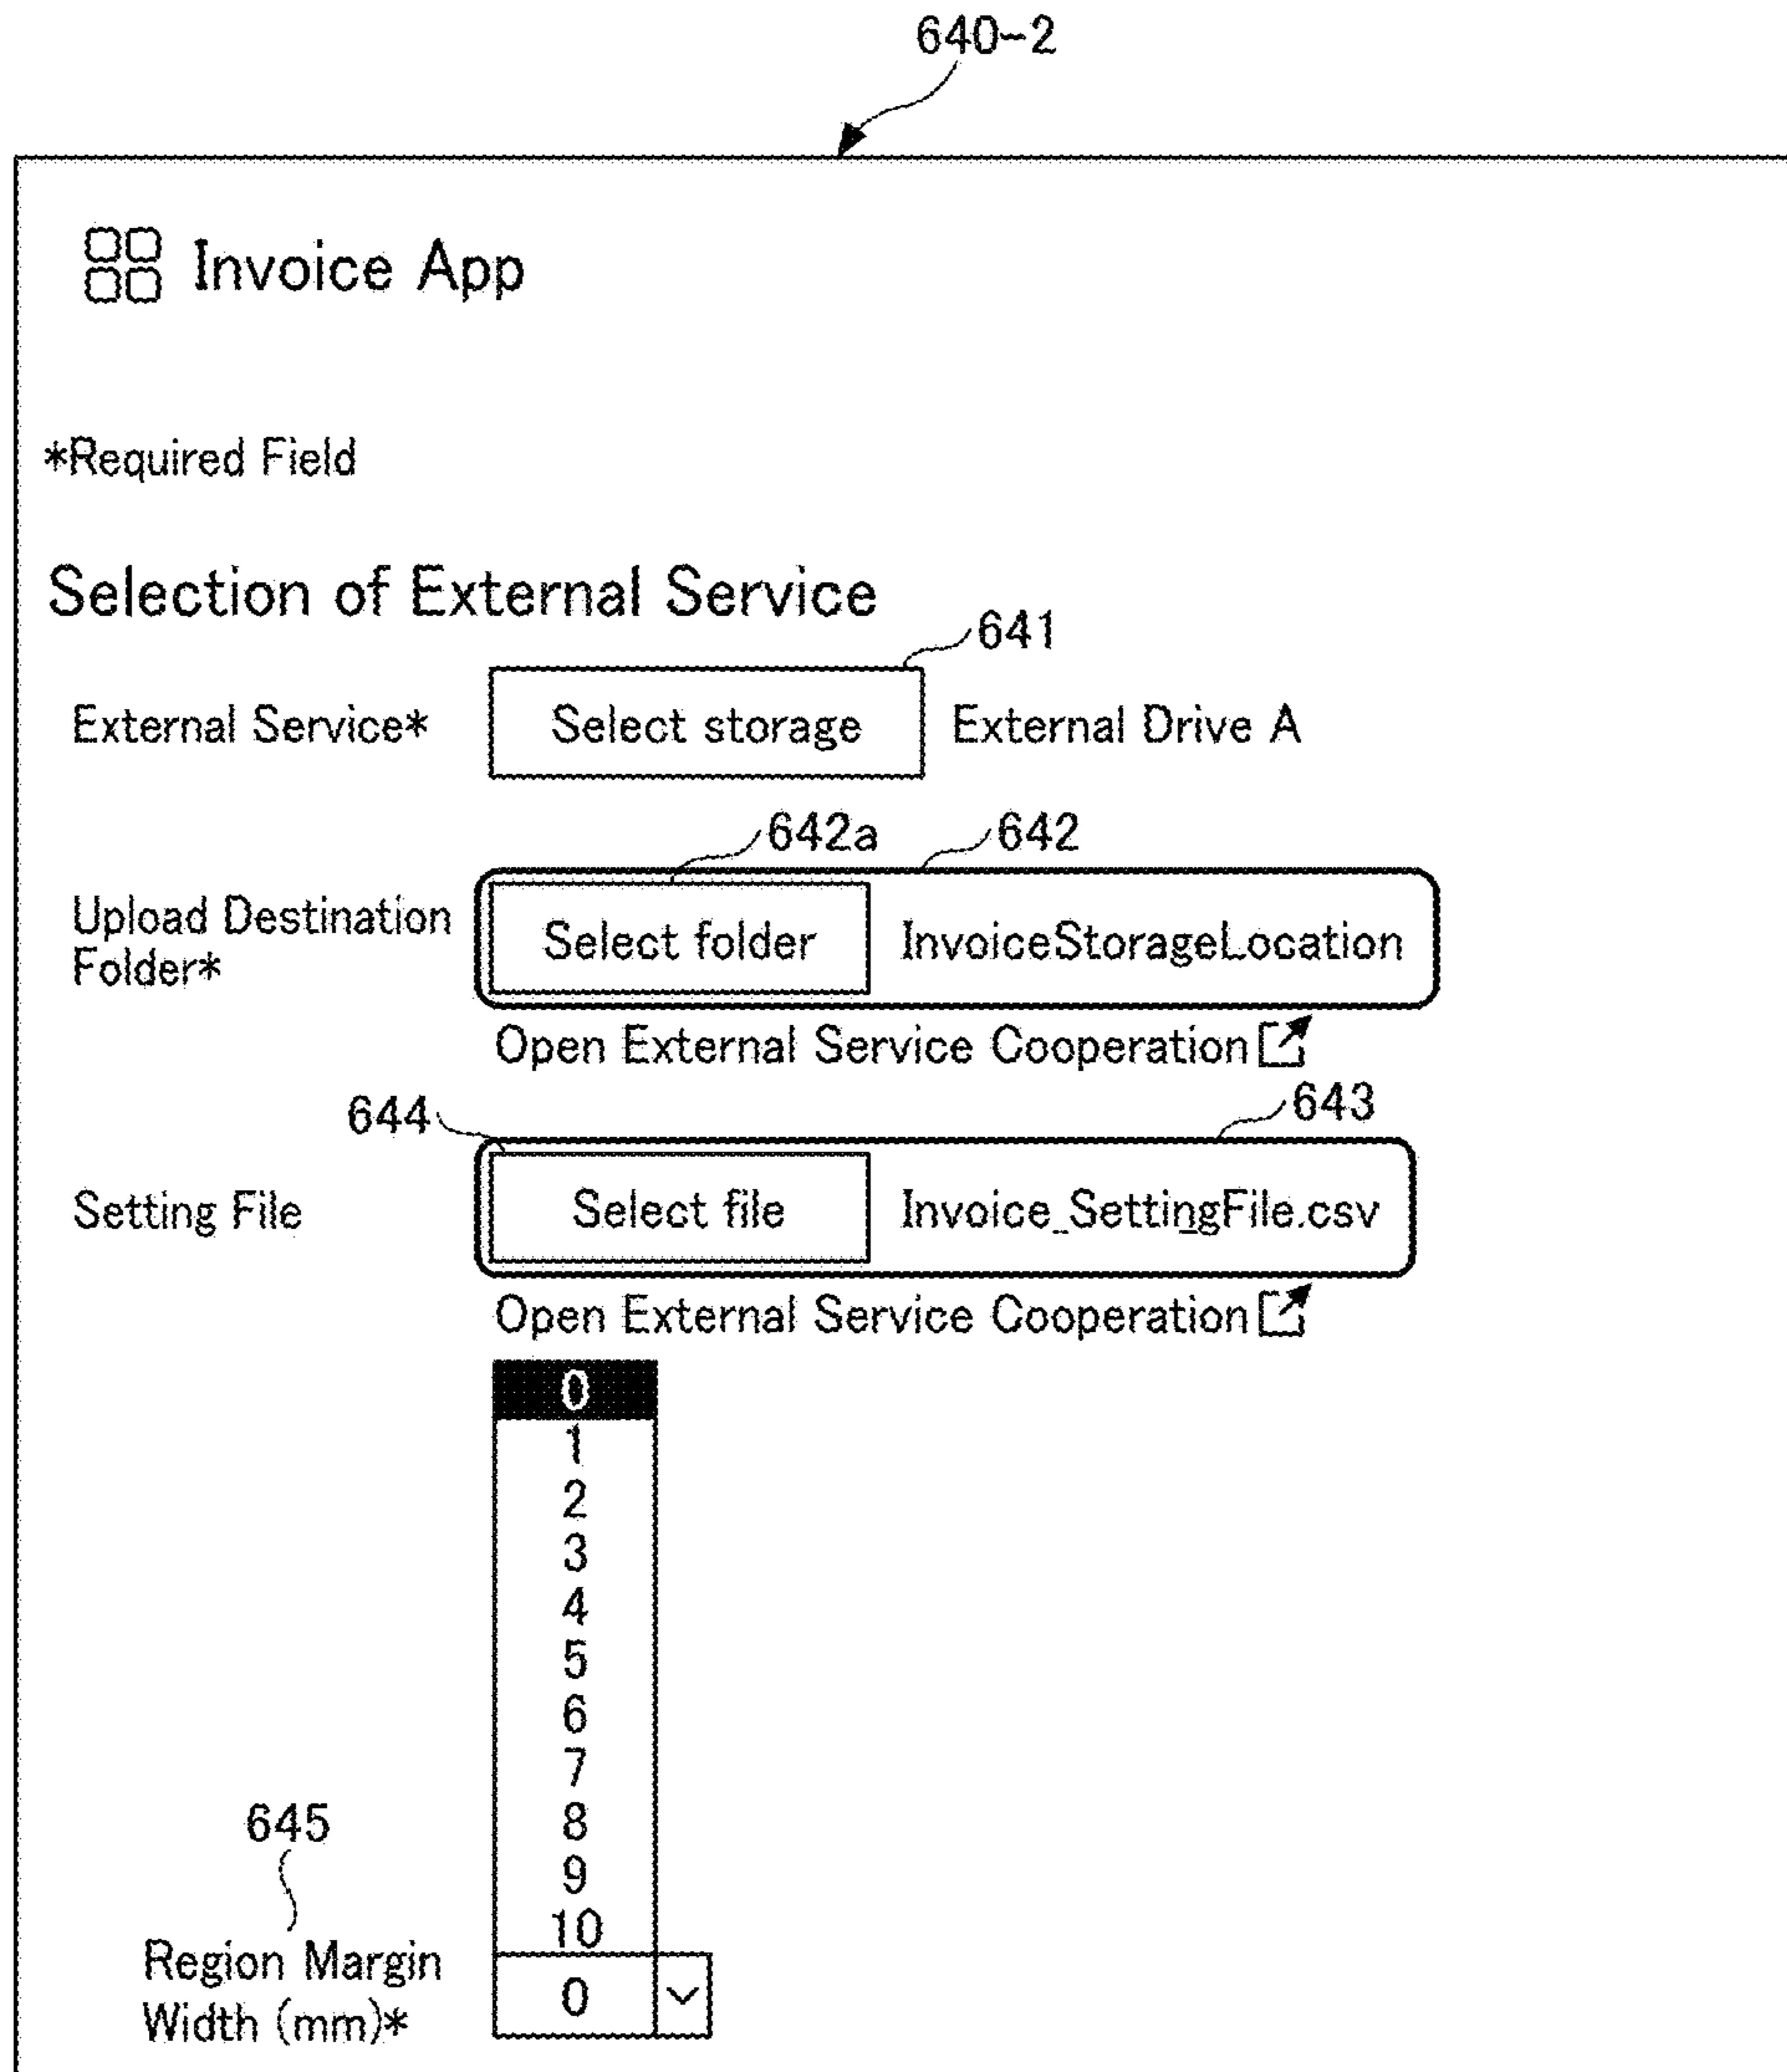 640-2
Invoice App
*Required Field
Selection of External Service
641
External Service* Select storage External Drive A
642a 642
Upload Destination
Folder*
Select folder InvoiceStorageLocation
Open External Service Cooperation
644 643
Setting File Select file Invoice_SettingFile.csv
Open External Service Cooperation
0
1
2
3
4
5
6
7
8
9
10
645
Region Margin
Width (mm)*
0